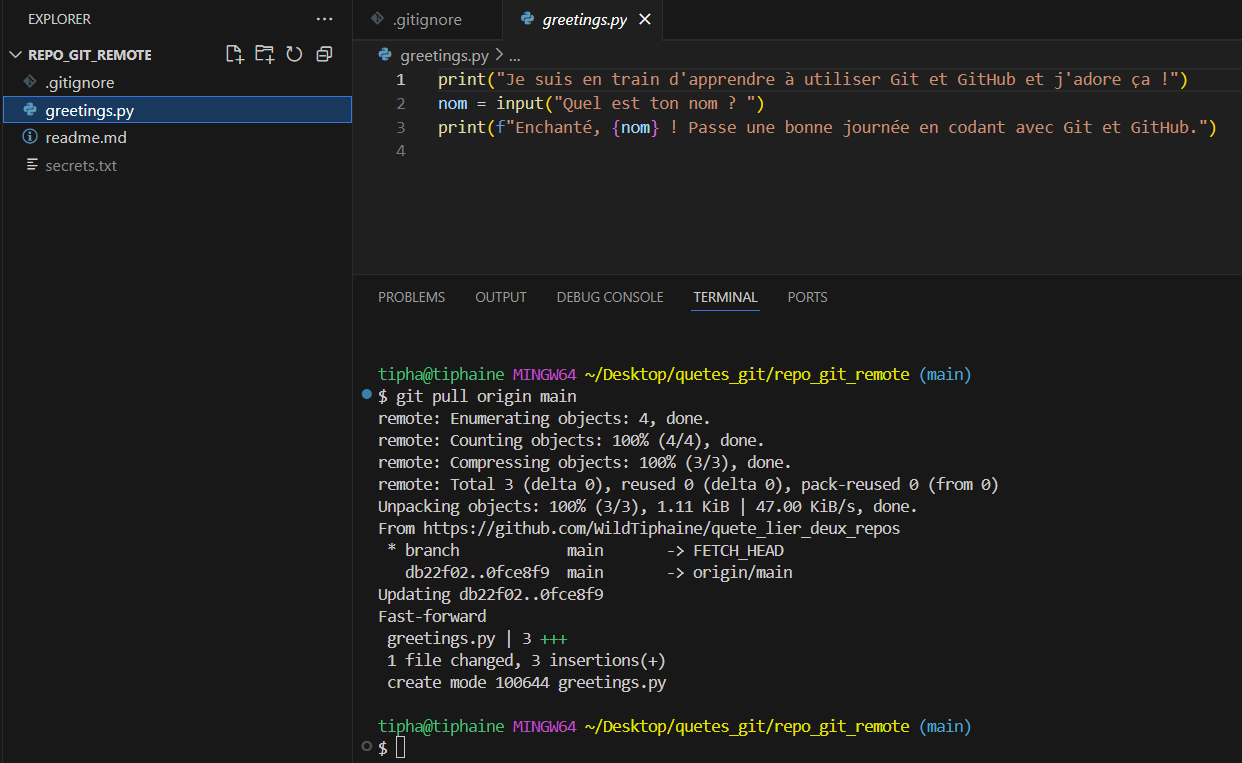 EXPLORER
REPO_GIT_REMOTE
.gitignore
greetings.py
readme.md
secrets.txt
.gitignore
greetings.py
greetings.py > ...
1 print("Je suis en train d'apprendre à utiliser Git et GitHub et j'adore ça !")
2 nom = input("Quel est ton nom ? ")
3 print(f"Enchanté, {nom} ! Passe une bonne journée en codant avec Git et GitHub.")
4
PROBLEMS OUTPUT DEBUG CONSOLE TERMINAL PORTS
tipha@tiphaine MINGW64 ~/Desktop/quetes_git/repo_git_remote (main)
$ git pull origin main
remote: Enumerating objects: 4, done.
remote: Counting objects: 100% (4/4), done.
remote: Compressing objects: 100% (3/3), done.
remote: Total 3 (delta 0), reused 0 (delta 0), pack-reused 0 (from 0)
Unpacking objects: 100% (3/3), 1.11 KiB | 47.00 KiB/s, done.
From https://github.com/WildTiphaine/quete_lier_deux_repos
 * branch            main       -> FETCH_HEAD
   db22f02..0fce8f9  main       -> origin/main
Updating db22f02..0fce8f9
Fast-forward
 greetings.py | 3 +++
 1 file changed, 3 insertions(+)
 create mode 100644 greetings.py
tipha@tiphaine MINGW64 ~/Desktop/quetes_git/repo_git_remote (main)
$